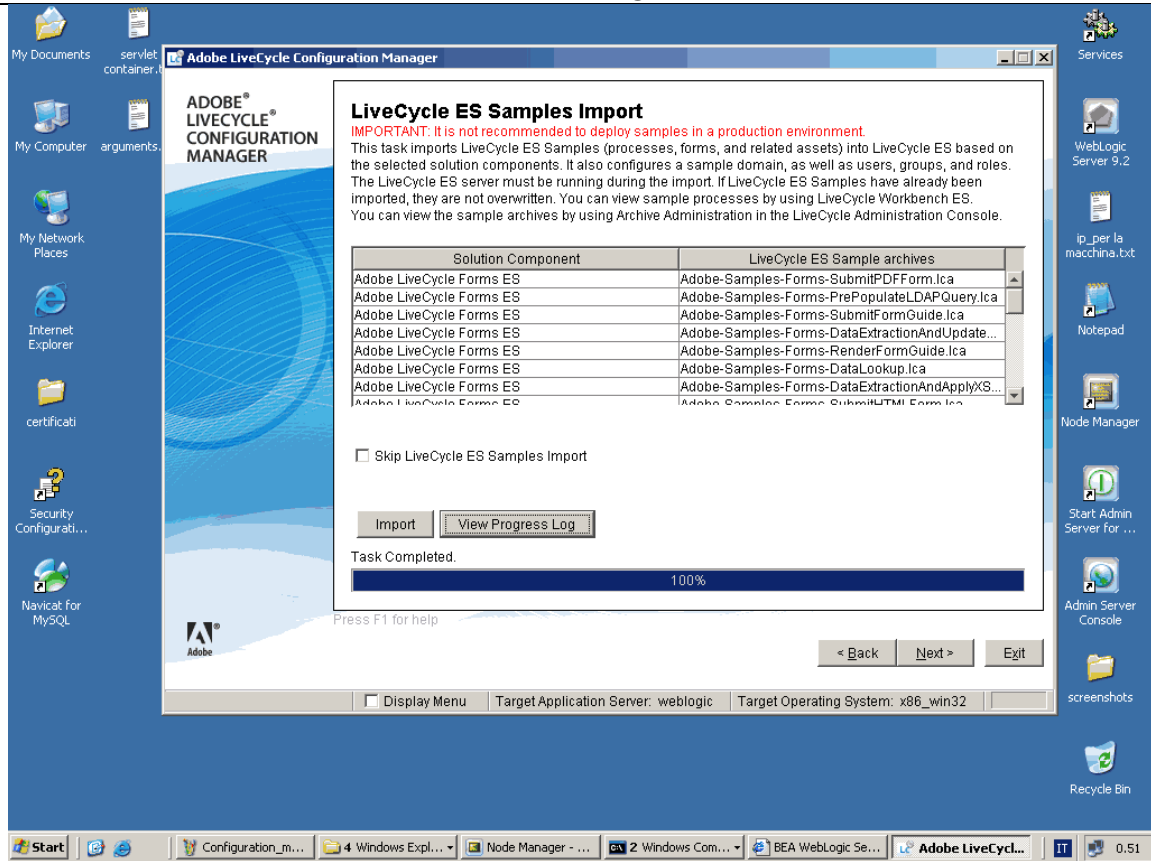 My Documents
servlet
container.t
Services
Adobe LiveCycle Configuration Manager
ADOBE®
LIVECYCLE®
CONFIGURATION
MANAGER
LiveCycle ES Samples Import
IMPORTANT: It is not recommended to deploy samples in a production environment.
This task imports LiveCycle ES Samples (processes, forms, and related assets) into LiveCycle ES based on
the selected solution components. It also configures a sample domain, as well as users, groups, and roles.
The LiveCycle ES server must be running during the import. If LiveCycle ES Samples have already been
imported, they are not overwritten. You can view sample processes by using LiveCycle Workbench ES.
You can view the sample archives by using Archive Administration in the LiveCycle Administration Console.
My Computer
arguments.
WebLogic
Server 9.2
My Network
Places
ip_per la
macchina.txt
Solution Component
LiveCycle ES Sample archives
Adobe LiveCycle Forms ES
Adobe-Samples-Forms-SubmitPDFForm.lca
Adobe LiveCycle Forms ES
Adobe-Samples-Forms-PrePopulateLDAPQuery.lca
Adobe LiveCycle Forms ES
Adobe-Samples-Forms-SubmitFormGuide.lca
Adobe LiveCycle Forms ES
Adobe-Samples-Forms-DataExtractionAndUpdate...
Adobe LiveCycle Forms ES
Adobe-Samples-Forms-RenderFormGuide.lca
Adobe LiveCycle Forms ES
Adobe-Samples-Forms-DataLookup.lca
Adobe LiveCycle Forms ES
Adobe-Samples-Forms-DataExtractionAndApplyXS...
Adobe LiveCycle Forms ES
Adobe-Samples-Forms-SubmitHTMLForm.lca
Internet
Explorer
Notepad
certificati
Node Manager
Skip LiveCycle ES Samples Import
Security
Configurati...
Start Admin
Server for ...
Import
View Progress Log
Task Completed.
100%
Navicat for
MySQL
Admin Server
Console
Adobe
Press F1 for help
< Back
Next >
Exit
screenshots
Display Menu
Target Application Server: weblogic
Target Operating System: x86_win32
Recycle Bin
Start
Configuration_m...
4 Windows Expl...
Node Manager - ...
2 Windows Com...
BEA WebLogic Se...
Adobe LiveCycl...
IT
0.51